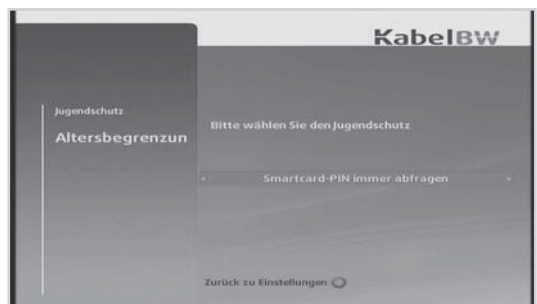 KabelBW
Jugendschutz
Altersbegrenzun
Bitte wählen Sie den Jugendschutz
Smartcard-PIN immer abfragen
Zurück zu Einstellungen